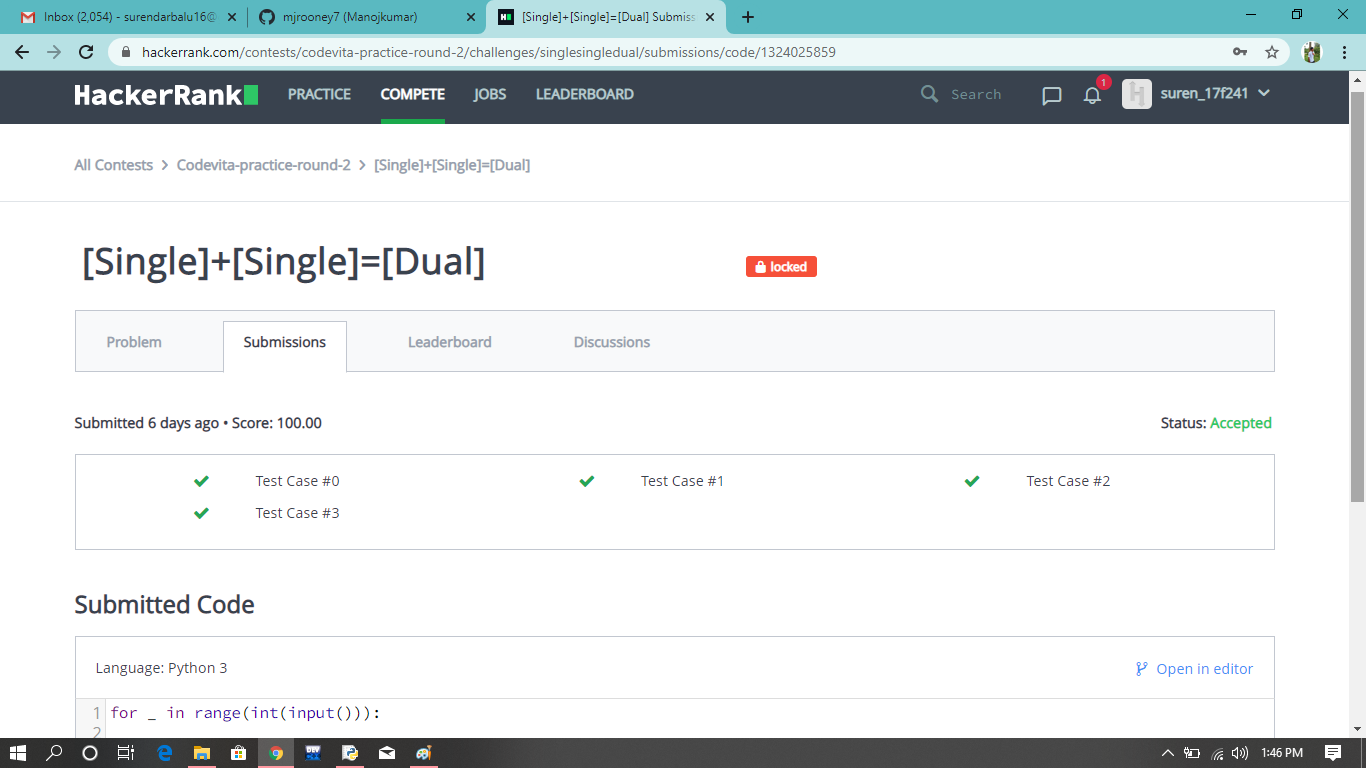 Inbox (2,054) - surendarbalu16@
mjrooney7 (Manojkumar)
[Single]+[Single]=[Dual] Submiss
hackerrank.com/contests/codevita-practice-round-2/challenges/singlesingledual/submissions/code/1324025859
HackerRank PRACTICE COMPETE JOBS LEADERBOARD Search 1 suren_17f241
All Contests > Codevita-practice-round-2 > [Single]+[Single]=[Dual]
[Single]+[Single]=[Dual] locked
Problem Submissions Leaderboard Discussions
Submitted 6 days ago • Score: 100.00 Status: Accepted
Test Case #0 Test Case #1 Test Case #2
Test Case #3
Submitted Code
Language: Python 3 Open in editor
1 for _ in range(int(input())):
2
1:46 PM